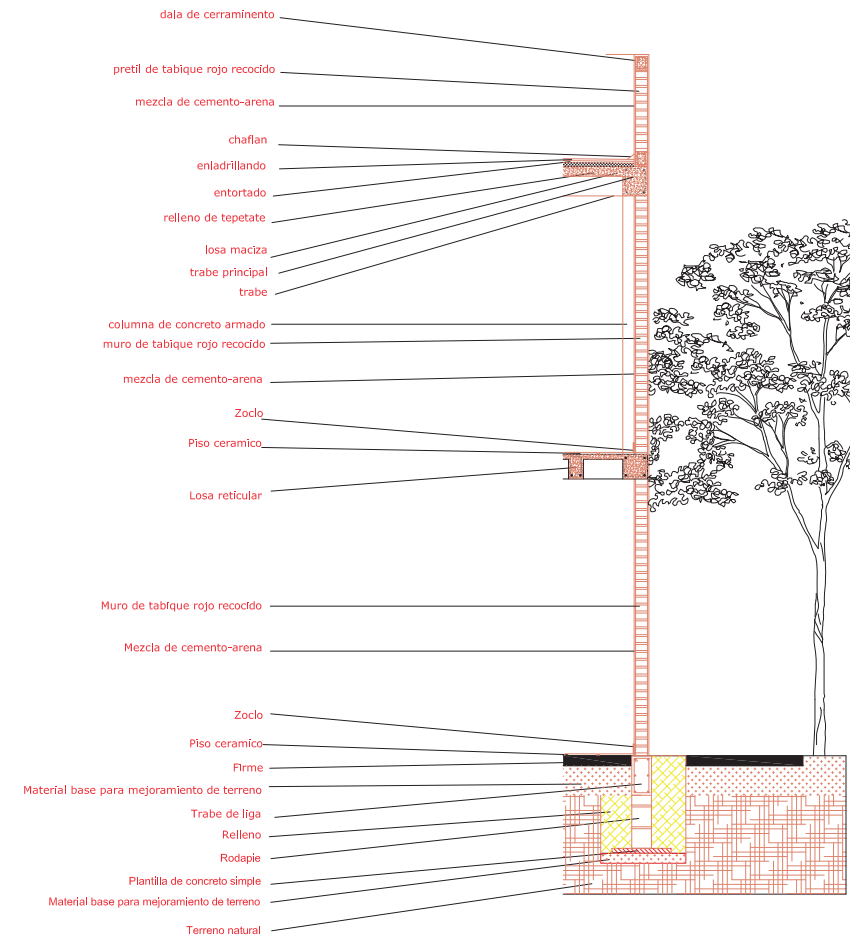 dala de cerramineto
pretil de tabique rojo recocido
mezcla de cemento-arena
chaflan
enladrillando
entortado
relleno de tepetate
losa maciza
trabe principal
trabe
columna de concreto armado
muro de tabique rojo recocido
mezcla de cemento-arena
Zoclo
Piso ceramico
Losa reticular
Muro de tabique rojo recocido
Mezcla de cemento-arena
Zoclo
Piso ceramico
Firme
Material base para mejoramiento de terreno
Trabe de liga
Relleno
Rodapie
Plantilla de concreto simple
Material base para mejoramiento de terreno
Terreno natural